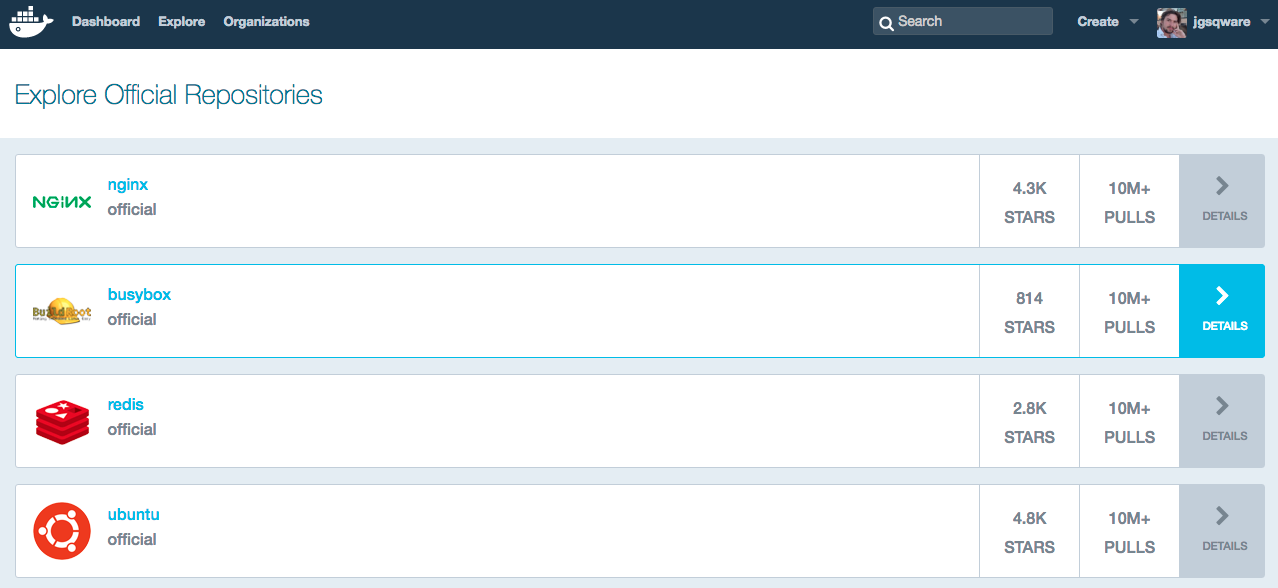 Dashboard Explore Organizations Search Create jgsqware
Explore Official Repositories
NGINX
nginx
official
4.3K
STARS
10M+
PULLS
DETAILS
BuildRoot
busybox
official
814
STARS
10M+
PULLS
DETAILS
redis
official
2.8K
STARS
10M+
PULLS
DETAILS
ubuntu
official
4.8K
STARS
10M+
PULLS
DETAILS